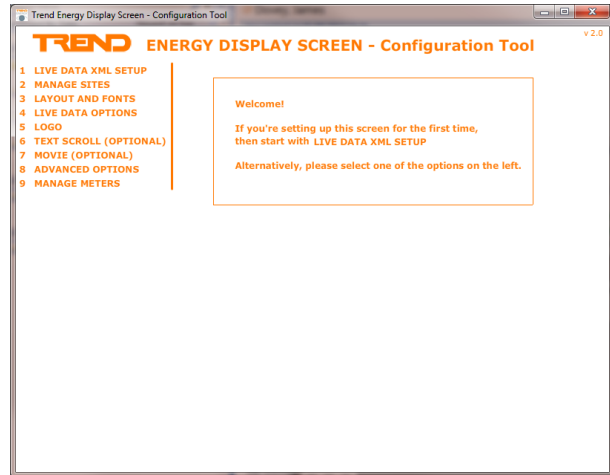 Trend Energy Display Screen - Configuration Tool
TREND ENERGY DISPLAY SCREEN - Configuration Tool
v 2.0
1 LIVE DATA XML SETUP
2 MANAGE SITES
3 LAYOUT AND FONTS
4 LIVE DATA OPTIONS
5 LOGO
6 TEXT SCROLL (OPTIONAL)
7 MOVIE (OPTIONAL)
8 ADVANCED OPTIONS
9 MANAGE METERS
Welcome!
If you're setting up this screen for the first time,
then start with LIVE DATA XML SETUP
Alternatively, please select one of the options on the left.